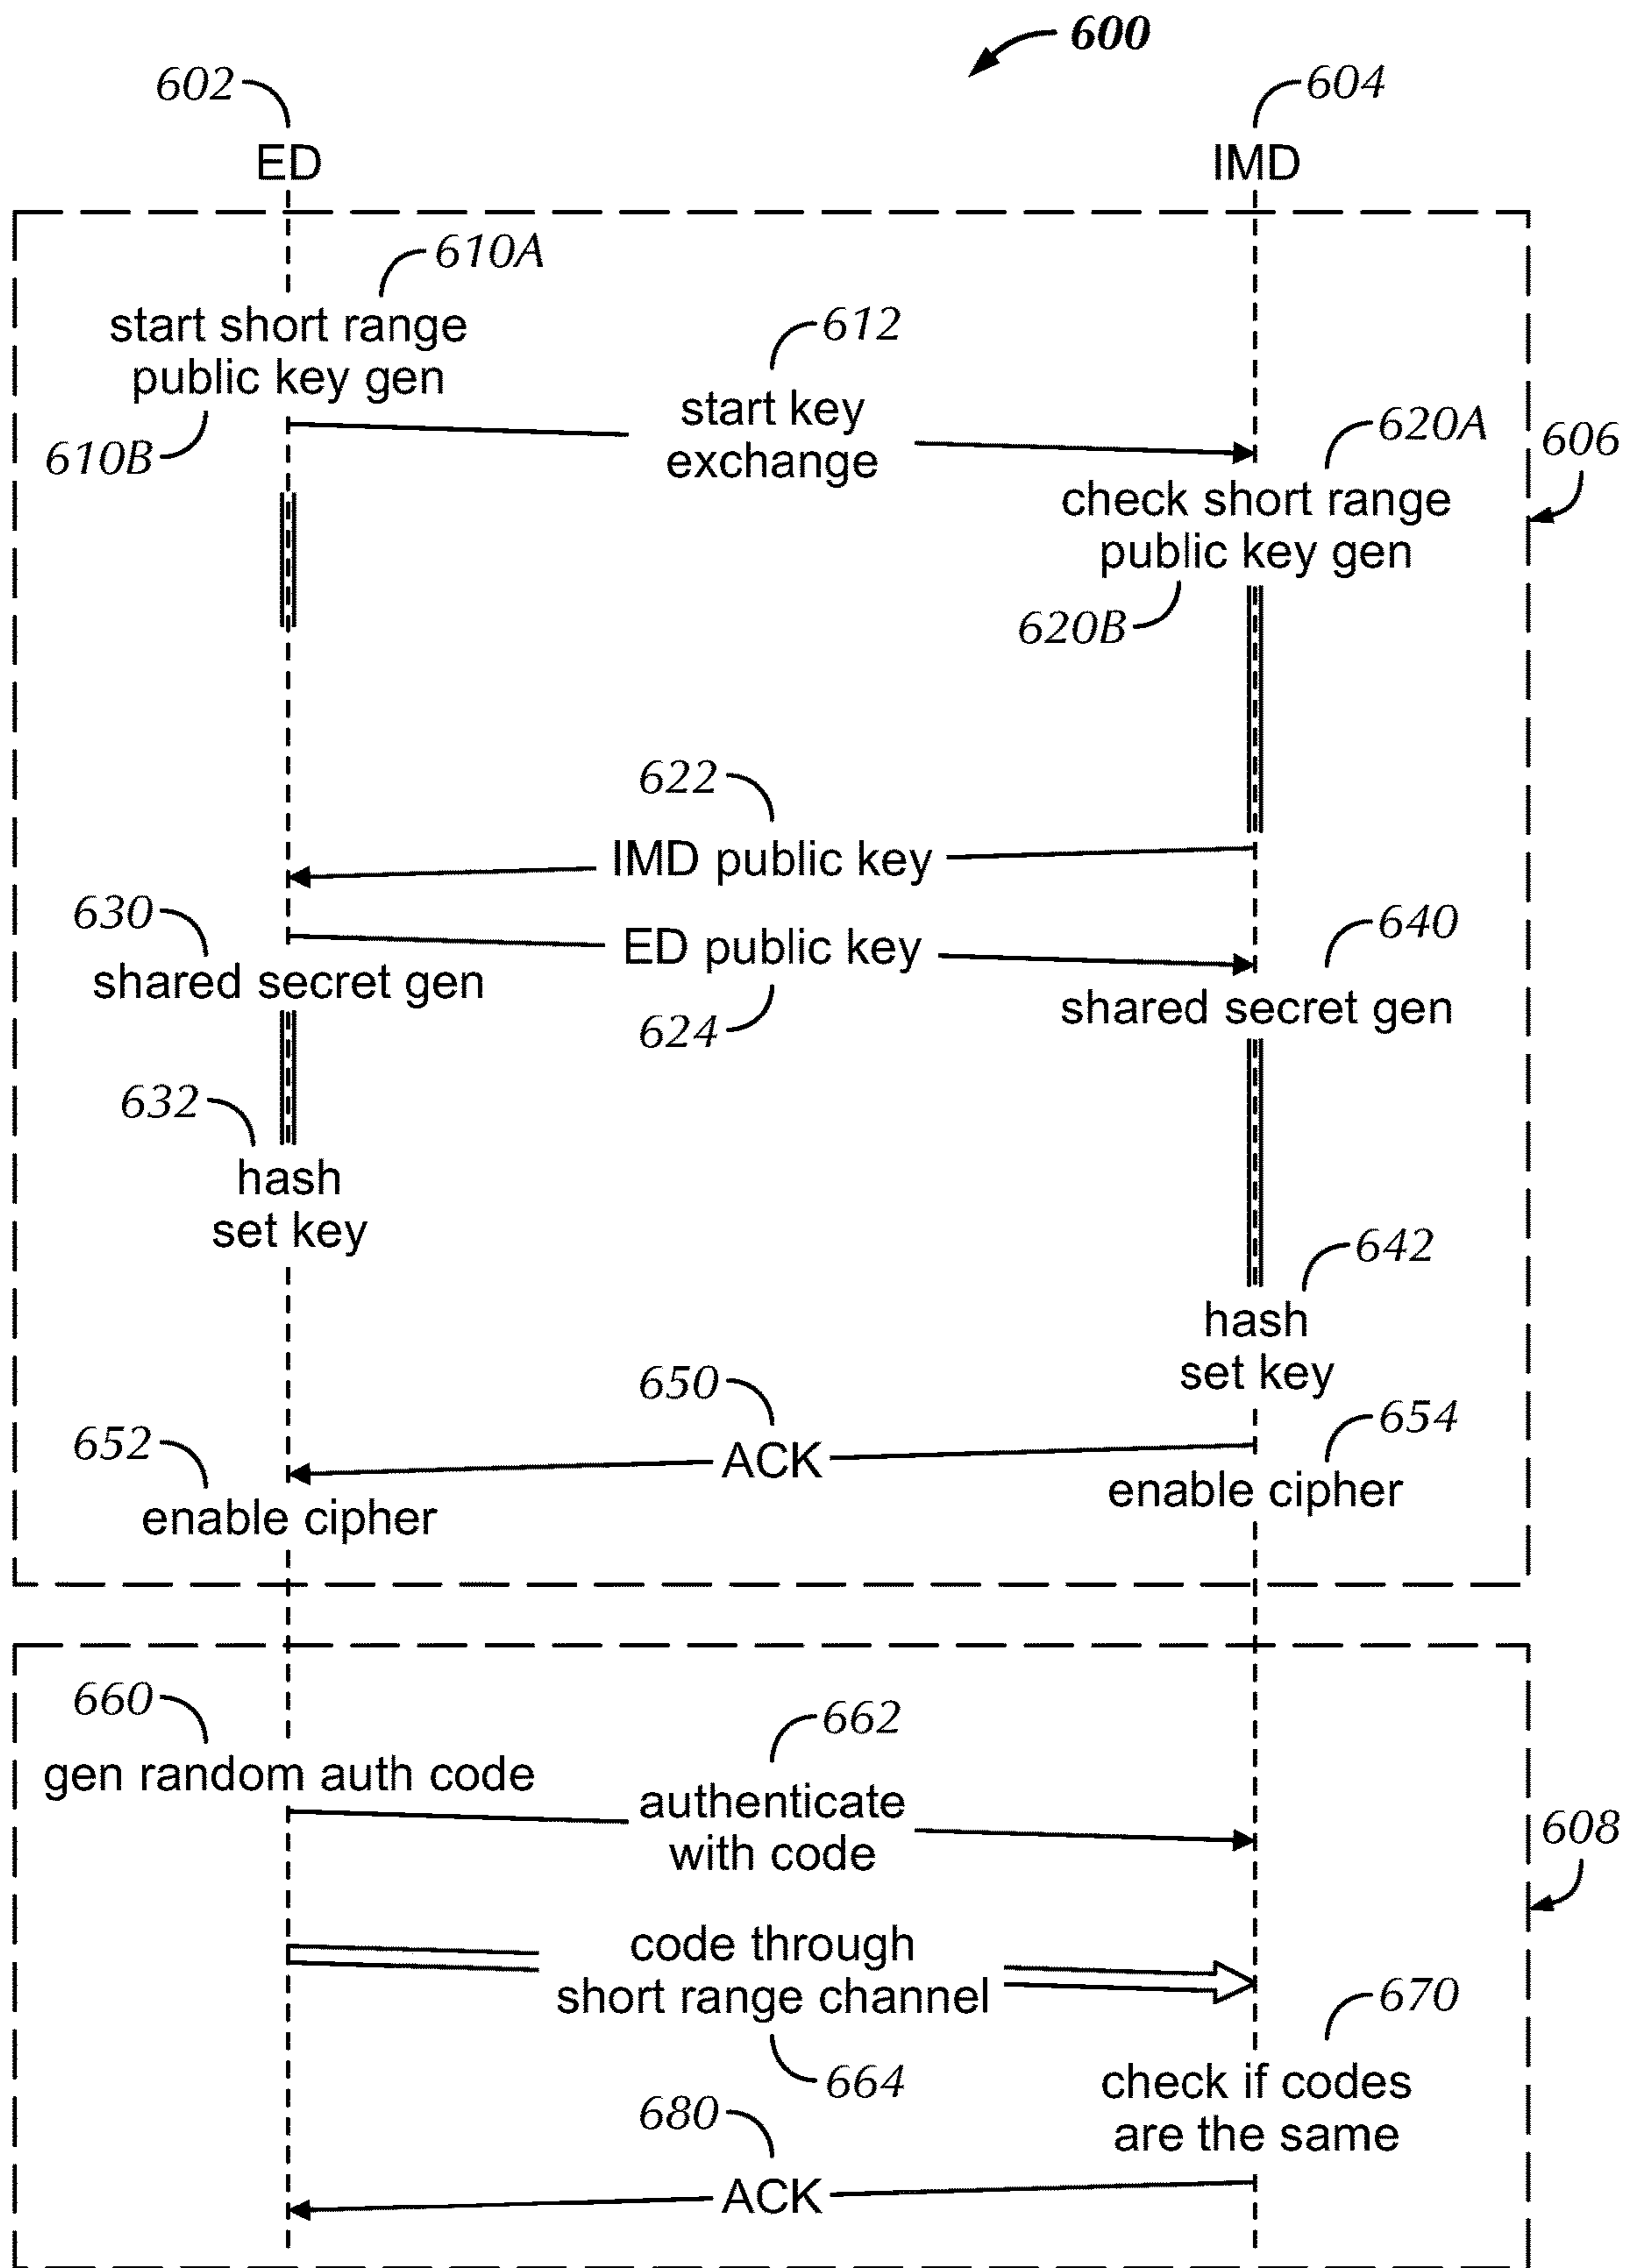 600
602
604
ED
IMD
610A
start short range
public key gen
610B
612
start key
exchange
620A
606
check short range
public key gen
620B
622
IMD public key
630
ED public key
640
shared secret gen
624
shared secret gen
632
hash
set key
642
hash
set key
650
ACK
652
654
enable cipher
enable cipher
660
gen random auth code
662
authenticate
with code
608
code through
short range channel
664
670
check if codes
are the same
680
ACK